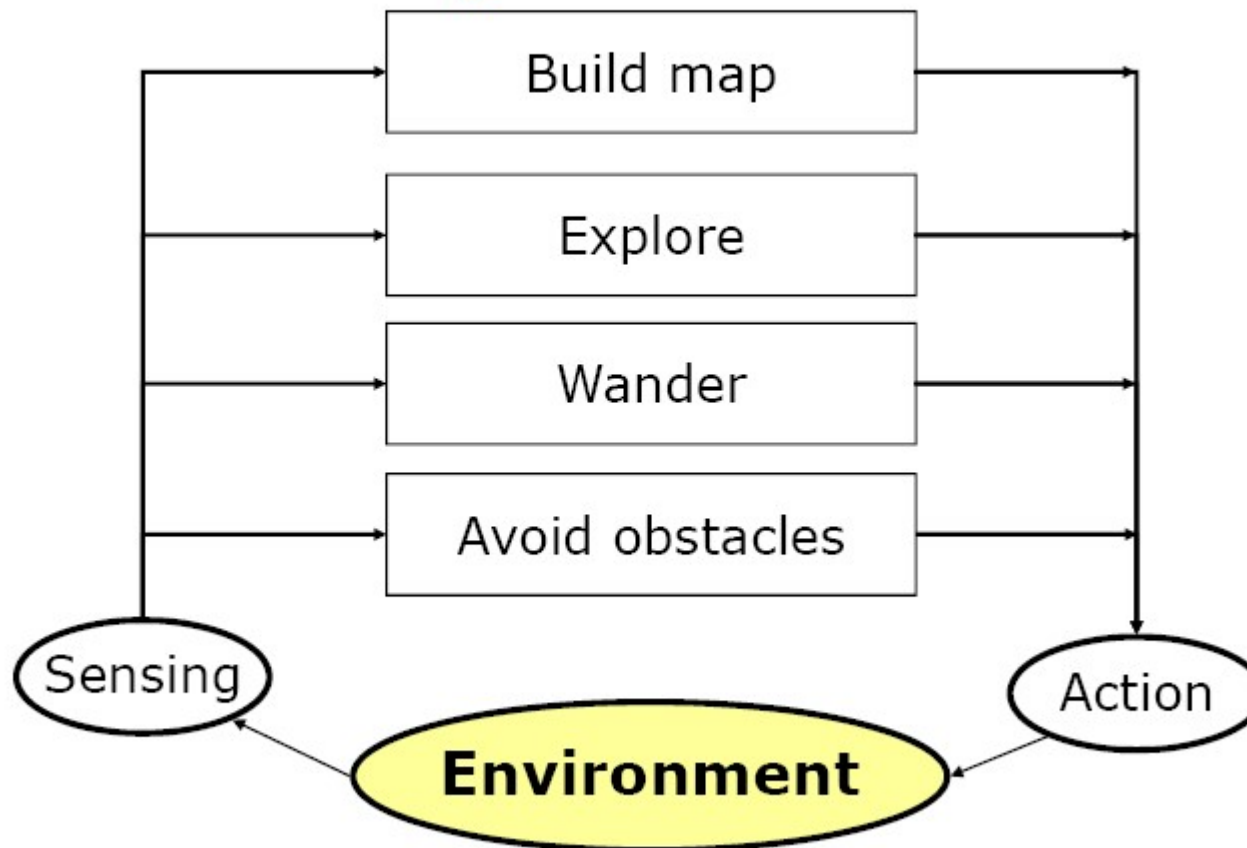 Build map
Explore
Wander
Avoid obstacles
Sensing
Action
Environment